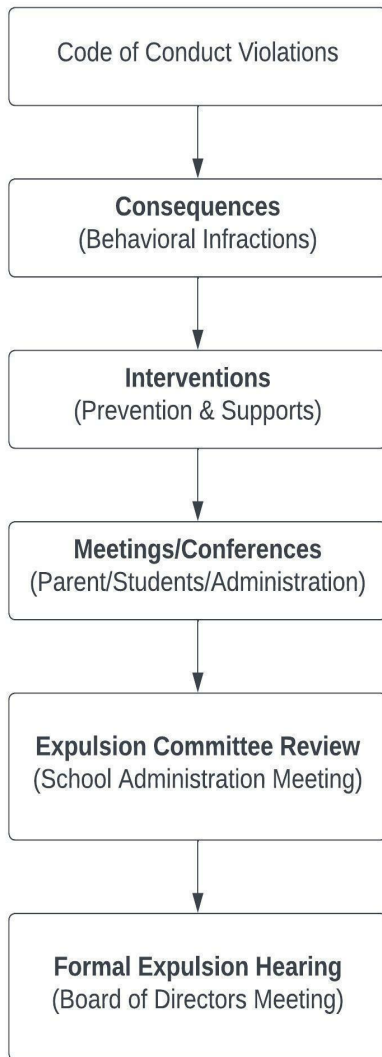 Code of Conduct Violations
Consequences
(Behavioral Infractions)
Interventions
(Prevention & Supports)
Meetings/Conferences
(Parent/Students/Administration)
Expulsion Committee Review
(School Administration Meeting)
Formal Expulsion Hearing
(Board of Directors Meeting)